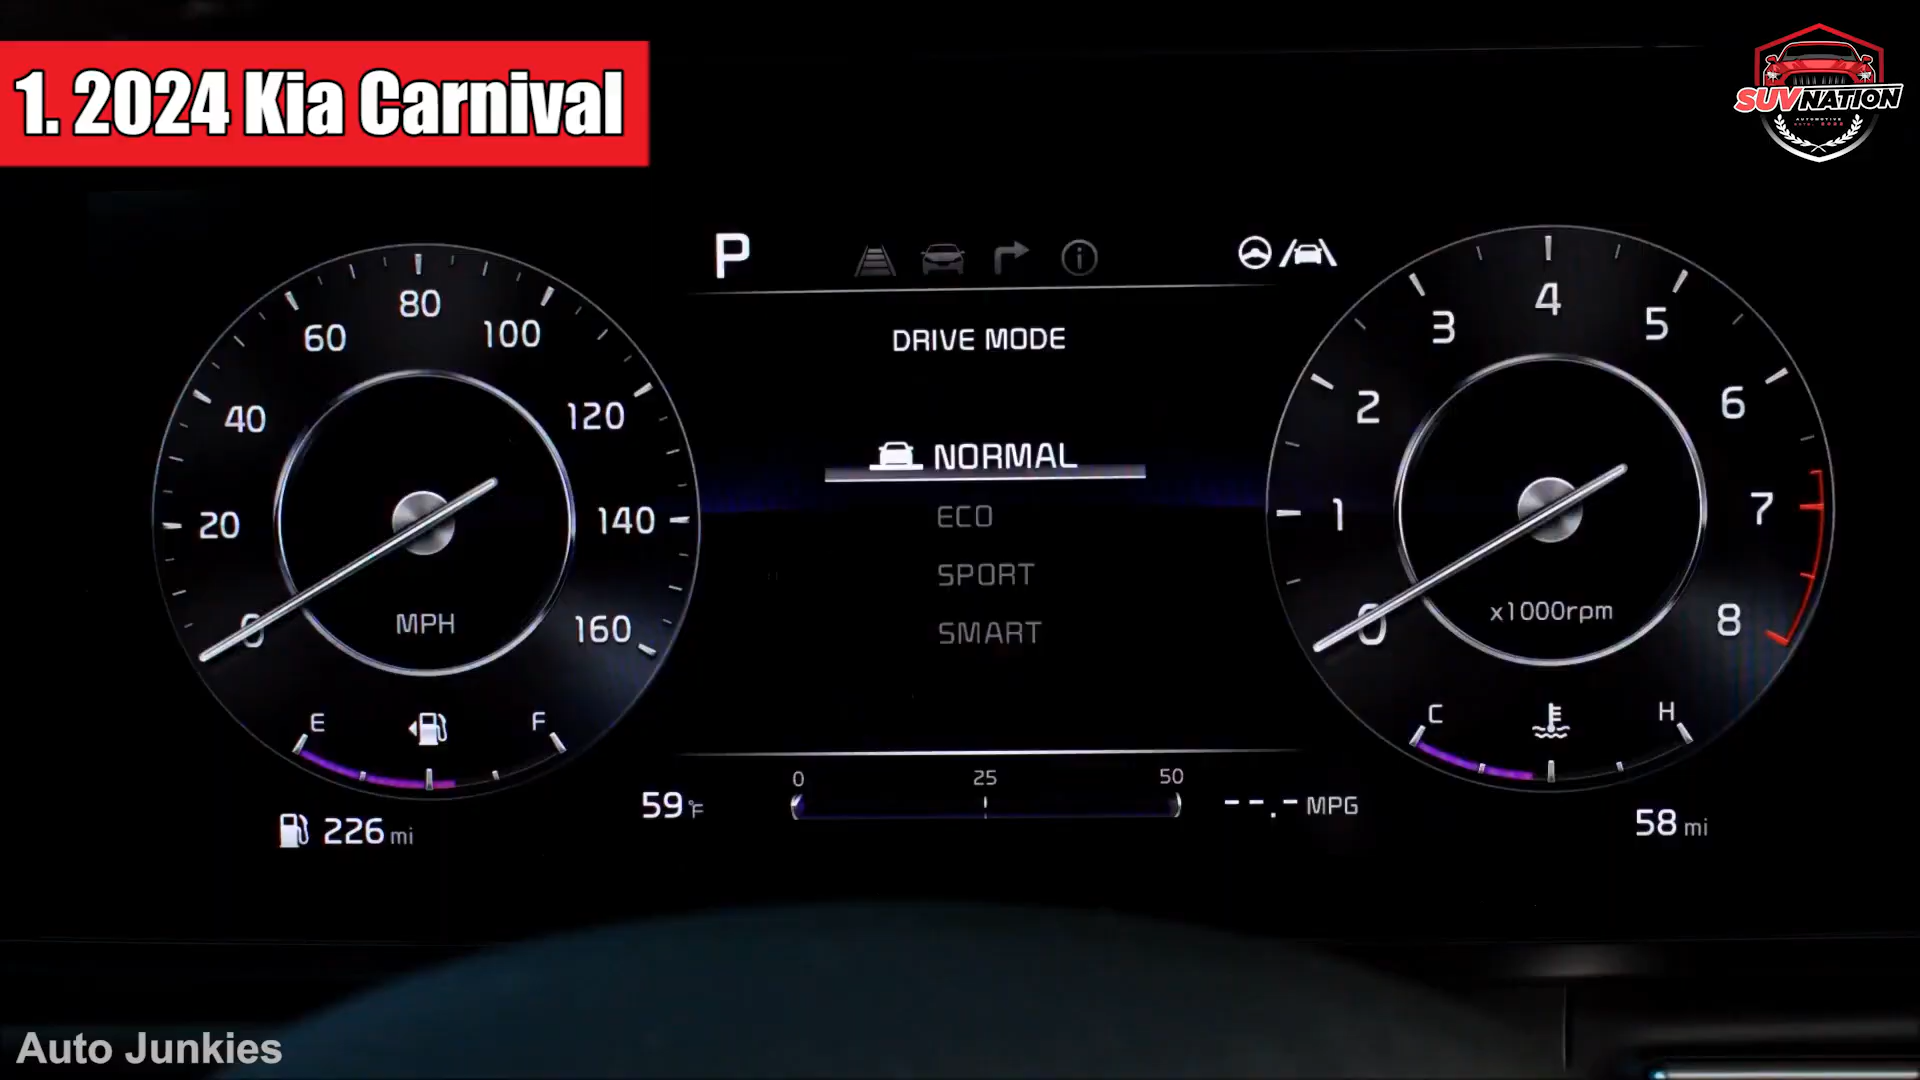 1. 2024 Kia Carnival
SUVNATION
AUTOMOTIVE
P
DRIVE MODE
NORMAL
ECO
SPORT
SMART
0
20
40
60
80
100
120
140
160
MPH
E
F
226 mi
59°F
0 25 50
--.- MPG
0
1
2
3
4
5
6
7
8
x1000rpm
C
H
58 mi
Auto Junkies